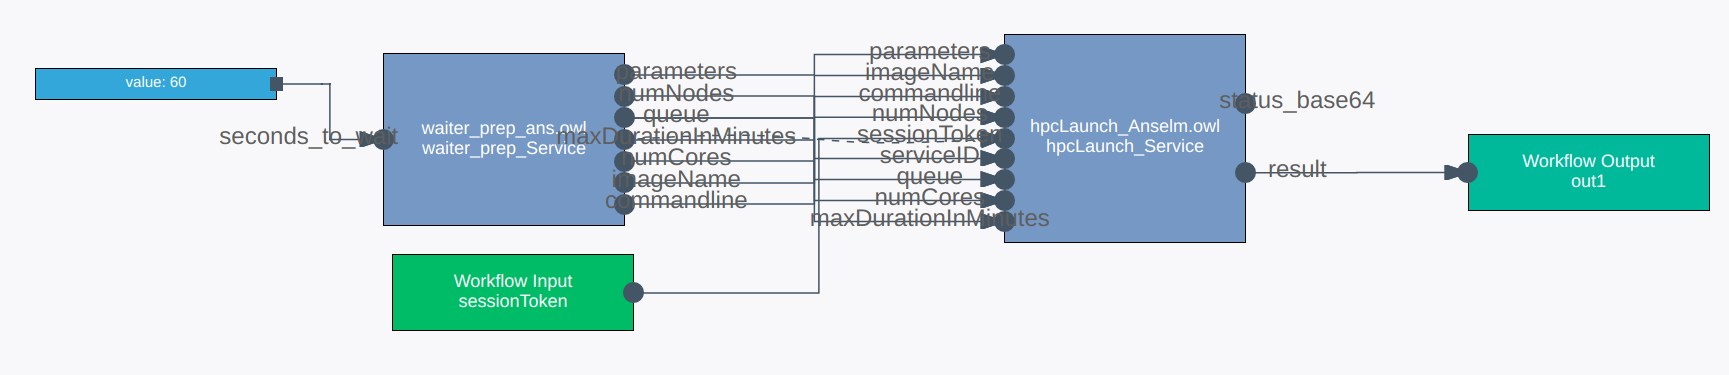 value: 60
seconds_to_wait
waiter_prep_ans.owl
waiter_prep_Service
parameters
numNodes
queue
maxDurationInMinutes
numCores
imageName
commandline
Workflow Input
sessionToken
parameters
imageName
commandline
numNodes
sessionToken
serviceID
queue
numCores
maxDurationInMinutes
hpcLaunch_Anselm.owl
hpcLaunch_Service
status_base64
result
Workflow Output
out1